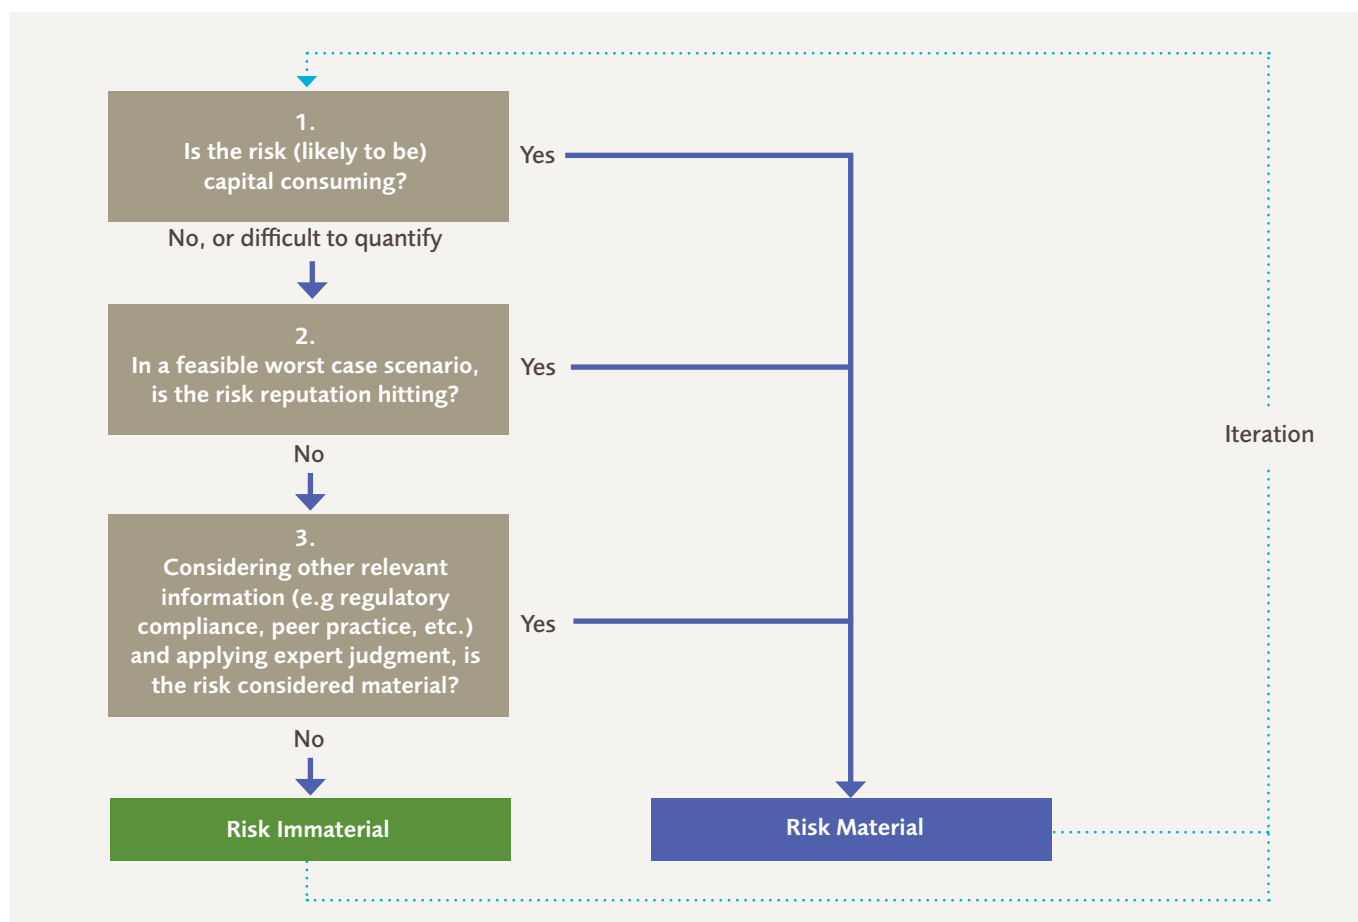 1.
Is the risk (likely to be)
capital consuming?
Yes
No, or difficult to quantify
2.
In a feasible worst case scenario,
is the risk reputation hitting?
Yes
Iteration
No
3.
Considering other relevant
information (e.g regulatory
compliance, peer practice, etc.)
and applying expert judgment, is
the risk considered material?
Yes
No
Risk Immaterial
Risk Material